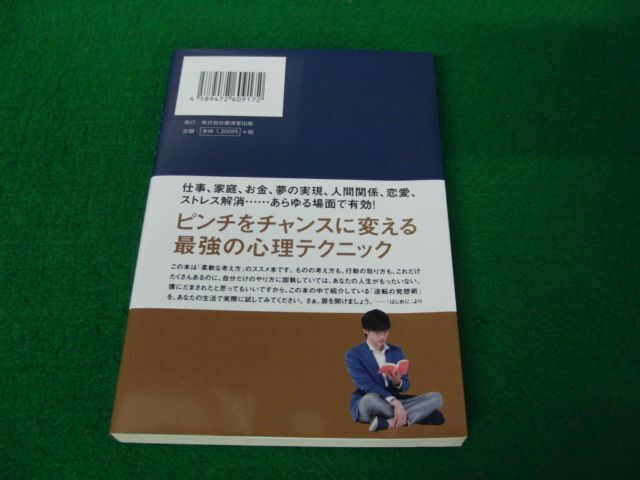 4 589472 609172
発行：株式会社廣済堂出版
定価：本体 1,200円 +税
仕事、家庭、お金、夢の実現、人間関係、恋愛、
ストレス解消……あらゆる場面で有効！
ピンチをチャンスに変える
最強の心理テクニック
この本は「柔軟な考え方」のススメ本です。ものの考え方も、行動の取り方も、これだけ
たくさんあるのに、自分だけのやり方に固執していては、あなたの人生がもったいない。
僕にだまされたと思ってもいいですから、この本の中で紹介している「逆転の発想術」
を、あなたの生活で実際に試してみてください。さぁ、扉を開けましょう。――「はじめに」より